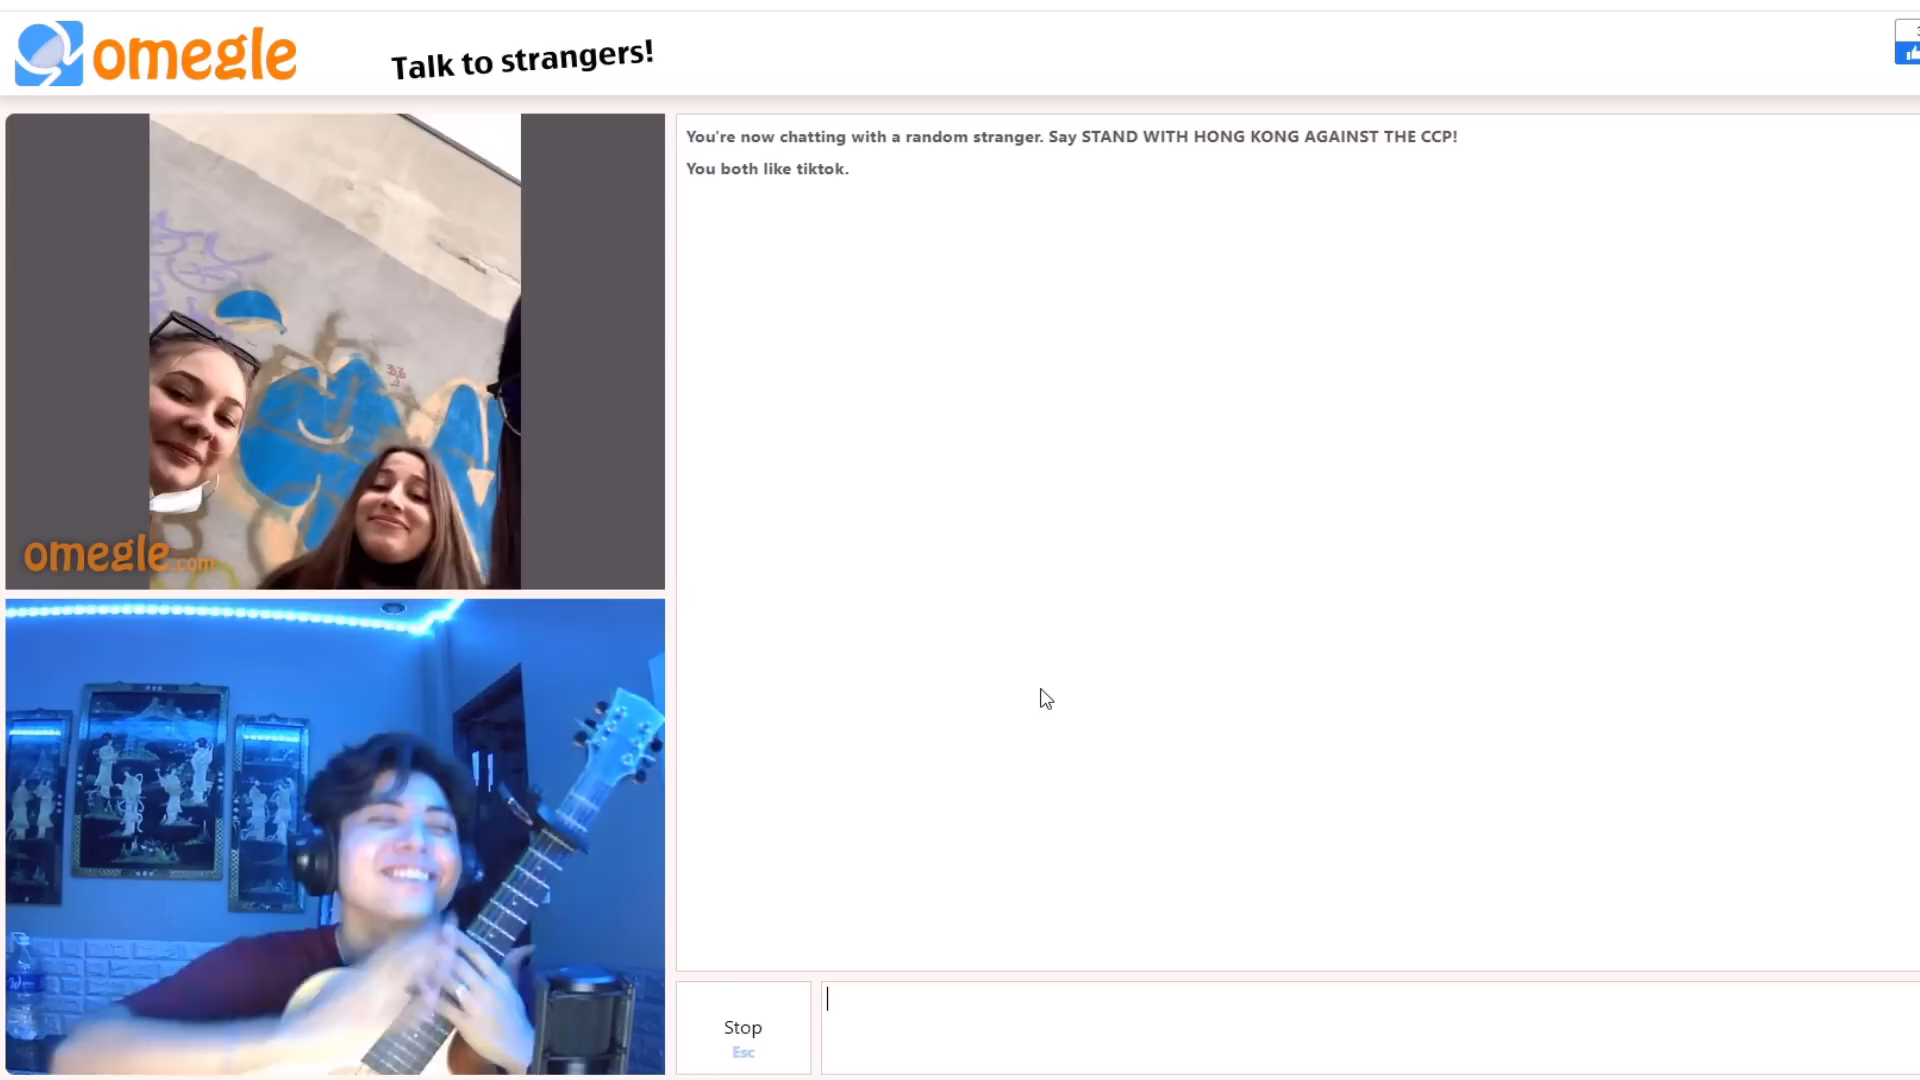 omegle
Talk to strangers!
You're now chatting with a random stranger. Say STAND WITH HONG KONG AGAINST THE CCP!
You both like tiktok.
omegle.com
Stop
Esc